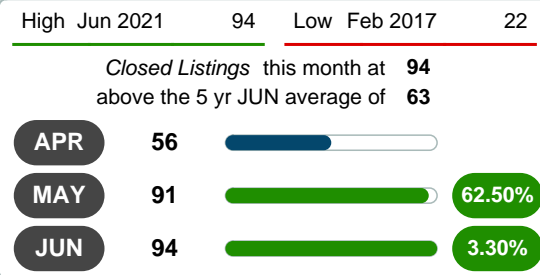 High Jun 2021 94 Low Feb 2017 22
Closed Listings this month at 94
above the 5 yr JUN average of 63
APR 56
MAY 91 62.50%
JUN 94 3.30%